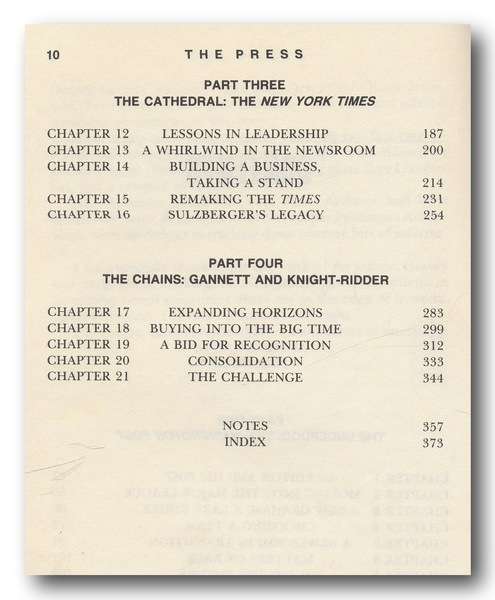 10 THE PRESS
PART THREE
THE CATHEDRAL: THE NEW YORK TIMES
CHAPTER 12 LESSONS IN LEADERSHIP 187
CHAPTER 13 A WHIRLWIND IN THE NEWSROOM 200
CHAPTER 14 BUILDING A BUSINESS,
TAKING A STAND 214
CHAPTER 15 REMAKING THE TIMES 231
CHAPTER 16 SULZBERGER'S LEGACY 254
PART FOUR
THE CHAINS: GANNETT AND KNIGHT-RIDDER
CHAPTER 17 EXPANDING HORIZONS 283
CHAPTER 18 BUYING INTO THE BIG TIME 299
CHAPTER 19 A BID FOR RECOGNITION 312
CHAPTER 20 CONSOLIDATION 333
CHAPTER 21 THE CHALLENGE 344
NOTES 357
INDEX 373